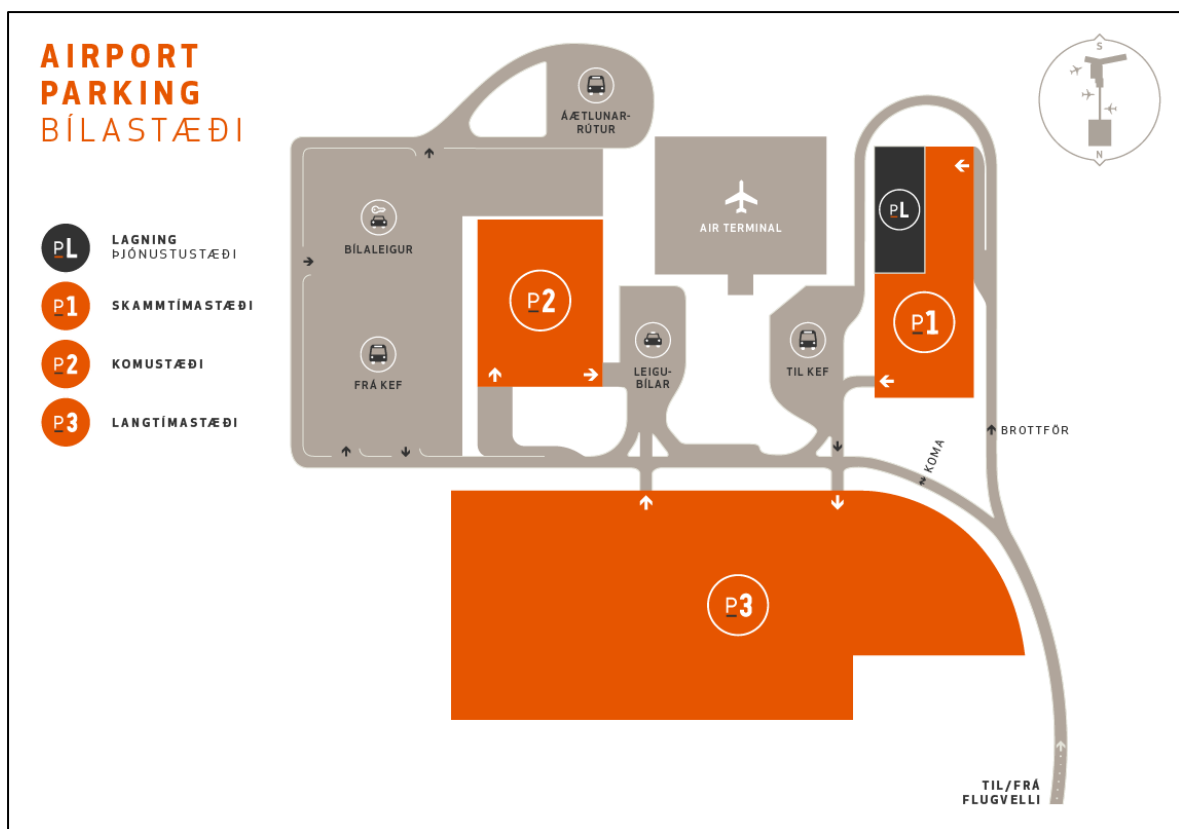 AIRPORT
PARKING
BÍLASTÆÐI
PL
LAGNING
ÞJÓNUSTUSTÆÐI
P1
SKAMMTÍMASTÆÐI
P2
KOMUSTÆÐI
P3
LANGTÍMASTÆÐI
ÁÆTLUNAR-
RÚTUR
BÍLALEIGUR
FRÁ KEF
P2
AIR TERMINAL
LEIGU-
BÍLAR
TIL KEF
PL
P1
BROTTFÖR
KOMA
P3
TIL/FRÁ
FLUGVELLI
S
N